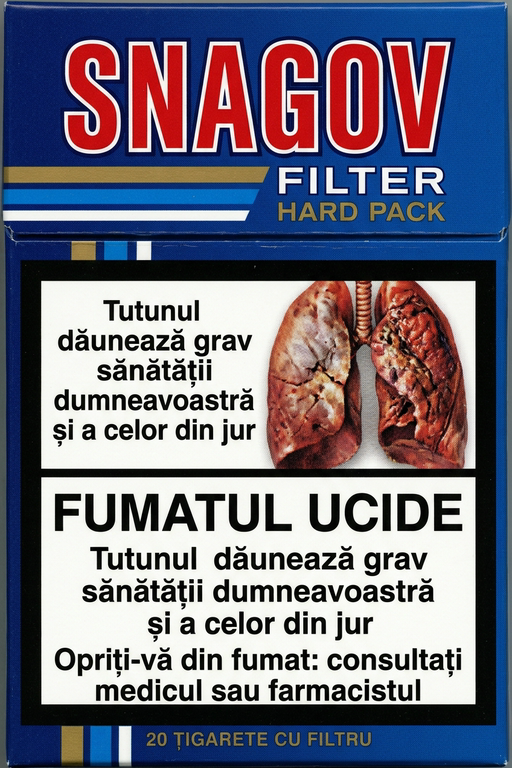 SNAGOV
FILTER
HARD PACK
Tutunul
dăunează grav
sănătății
dumneavoastră
și a celor din jur
FUMATUL UCIDE
Tutunul dăunează grav
sănătății dumneavoastră
și a celor din jur
Opriți-vă din fumat: consultați
medicul sau farmacistul
20 ȚIGARETE CU FILTRU